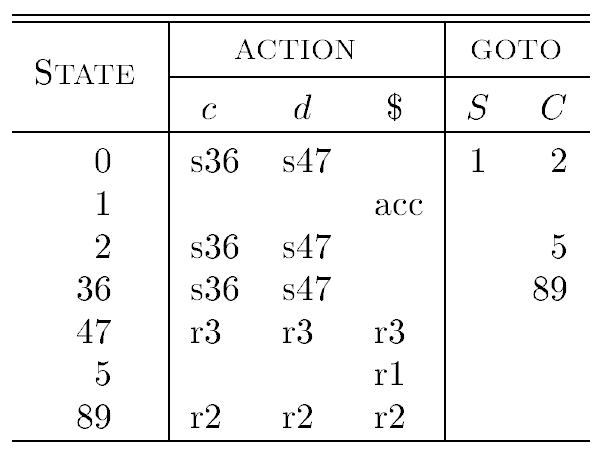 STATE ACTION GOTO
c d $ S C
0 s36 s47 1 2
1 acc
2 s36 s47 5
36 s36 s47 89
47 r3 r3 r3
5 r1
89 r2 r2 r2